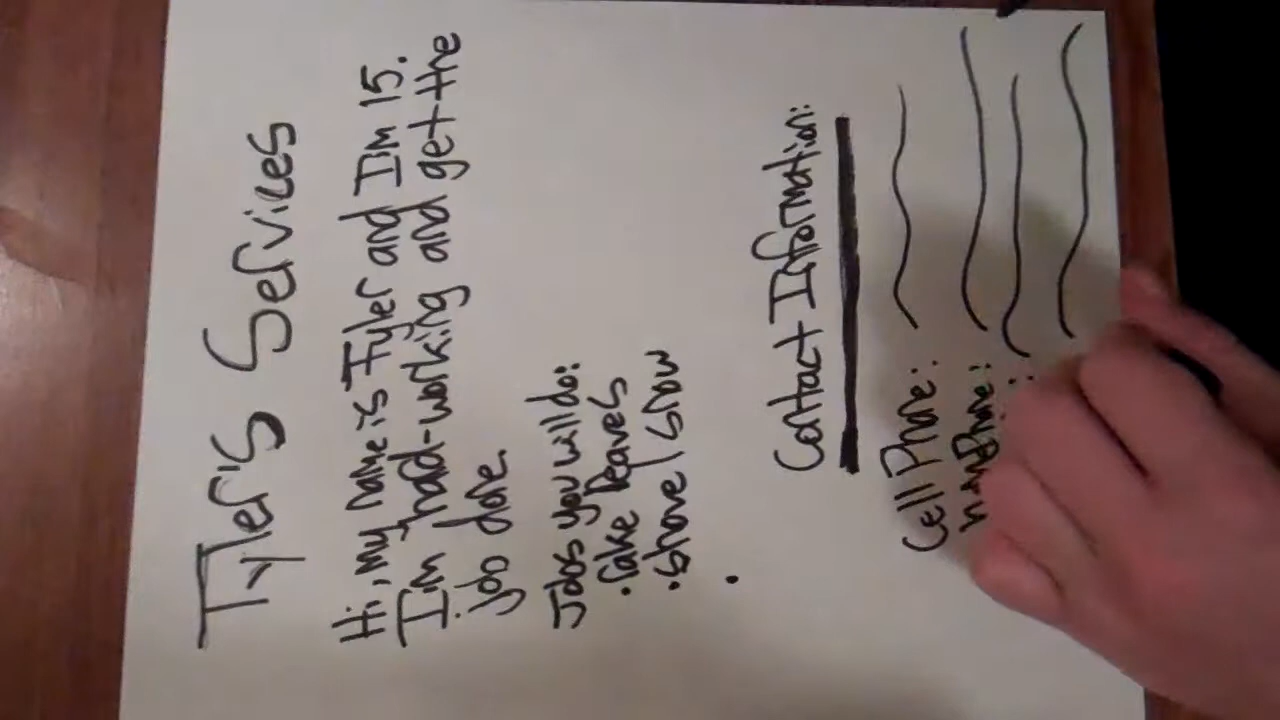 Tyler's Services
Hi, my name is Tyler and Im 15.
I'm hard-working and get the
job done.
Jobs you will do:
• rake leaves
• shovel snow
•
Contact Information:
Cell Phone: